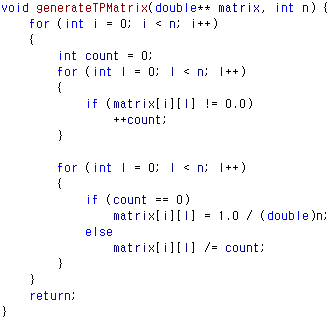 void generateTPMatrix(double** matrix, int n) {
    for (int i = 0; i < n; i++)
    {
        int count = 0;
        for (int l = 0; l < n; l++)
        {
            if (matrix[i][l] != 0.0)
                ++count;
        }

        for (int l = 0; l < n; l++)
        {
            if (count == 0)
                matrix[i][l] = 1.0 / (double)n;
            else
                matrix[i][l] /= count;
        }
    }
    return;
}